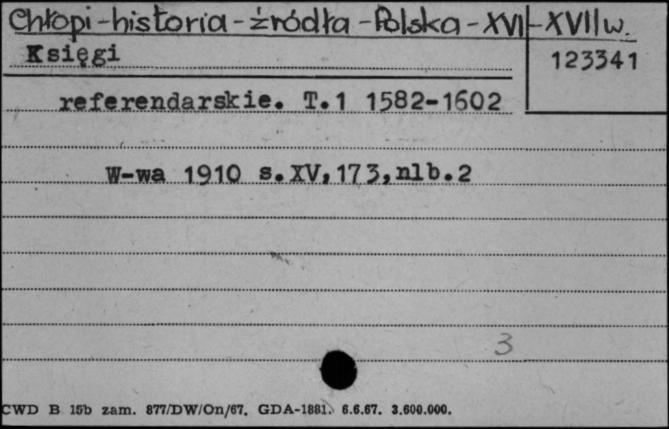 Chłopi-historia-źródła-Polska-XVI-XVII w.
Księgi
123341
referendarskie. T.1 1582-1602
W-wa 1910 s.XV,173,nlb.2
3
CWD B 15b zam. 877/DW/On/67. GDA-1881. 6.6.67. 3.600.000.